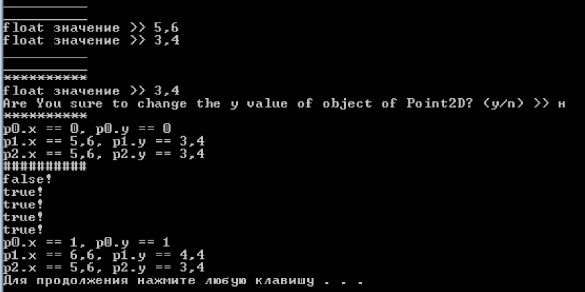 __________
__________
float значение >> 5,6
float значение >> 3,4
__________
__________
**********
float значение >> 3,4
Are You sure to change the y value of object of Point2D? (y/n) >> н
**********
p0.x == 0, p0.y == 0
p1.x == 5,6, p1.y == 3,4
p2.x == 5,6, p2.y == 3,4
##########
false!
true!
true!
true!
true!
p0.x == 1, p0.y == 1
p1.x == 6,6, p1.y == 4,4
p2.x == 5,6, p2.y == 3,4
Для продолжения нажмите любую клавишу . . .